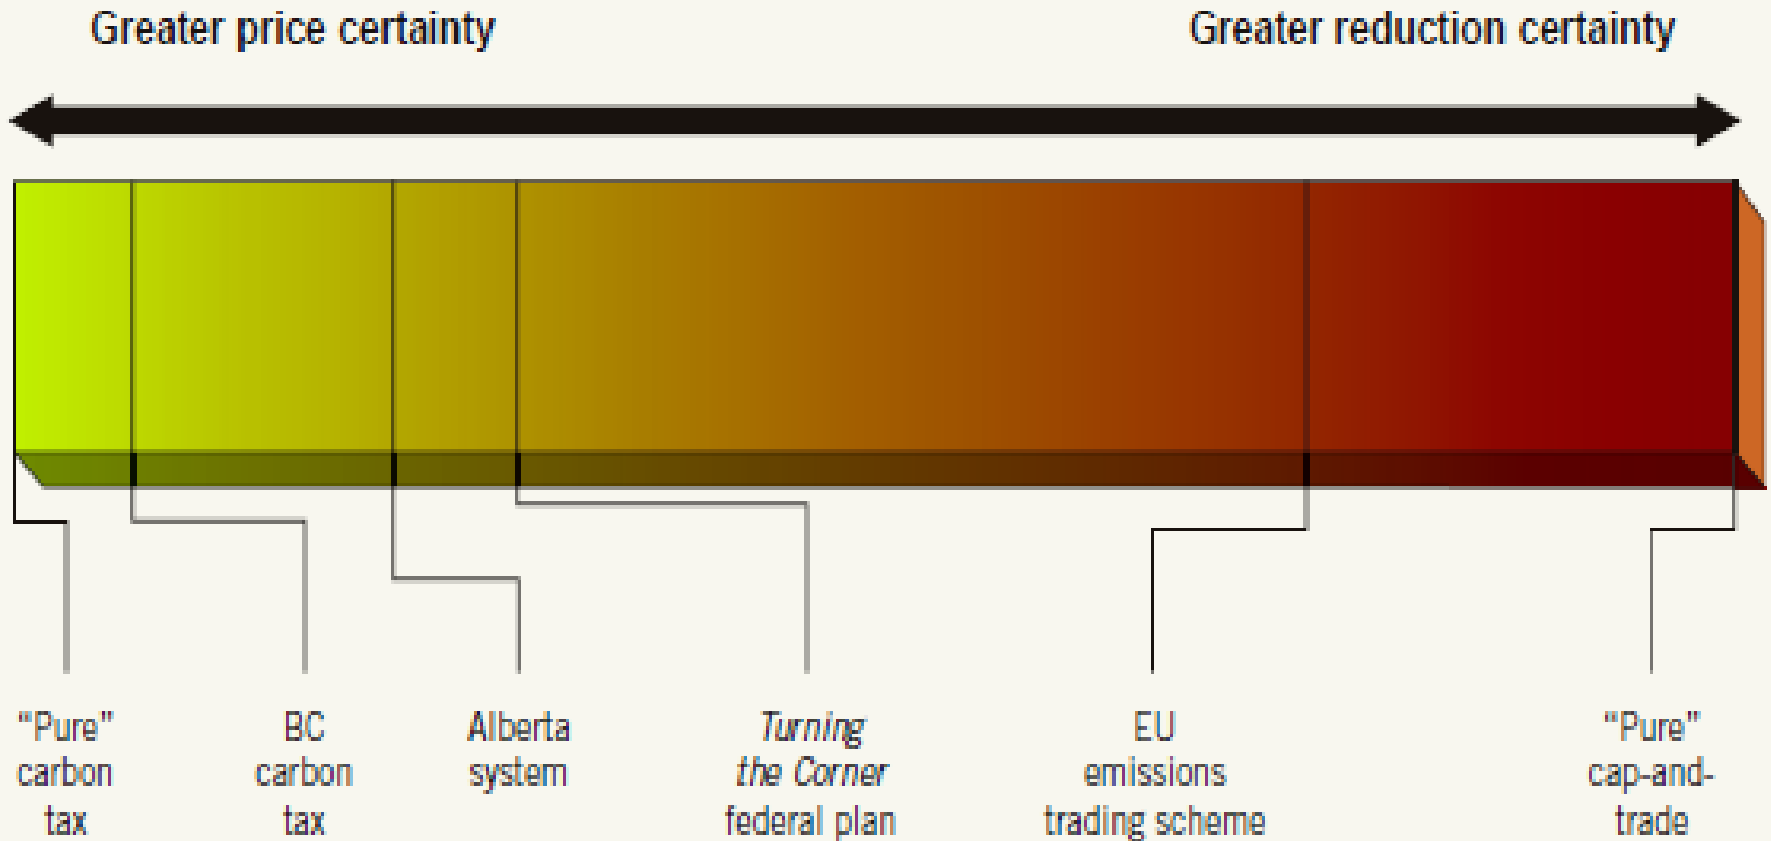 Greater price certainty
Greater reduction certainty
“Pure”
carbon
tax
BC
carbon
tax
Alberta
system
Turning
the Corner
federal plan
EU
emissions
trading scheme
“Pure”
cap-and-
trade